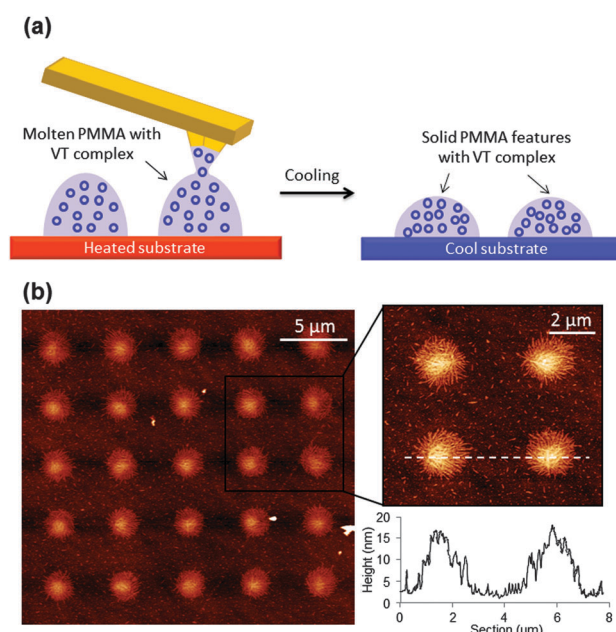 (a)
Molten PMMA with
VT complex
Cooling
Solid PMMA features
with VT complex
Heated substrate
Cool substrate
(b)
5 µm
2 µm
Height (nm)
20
15
10
5
0
0
2
4
6
8
Section (µm)